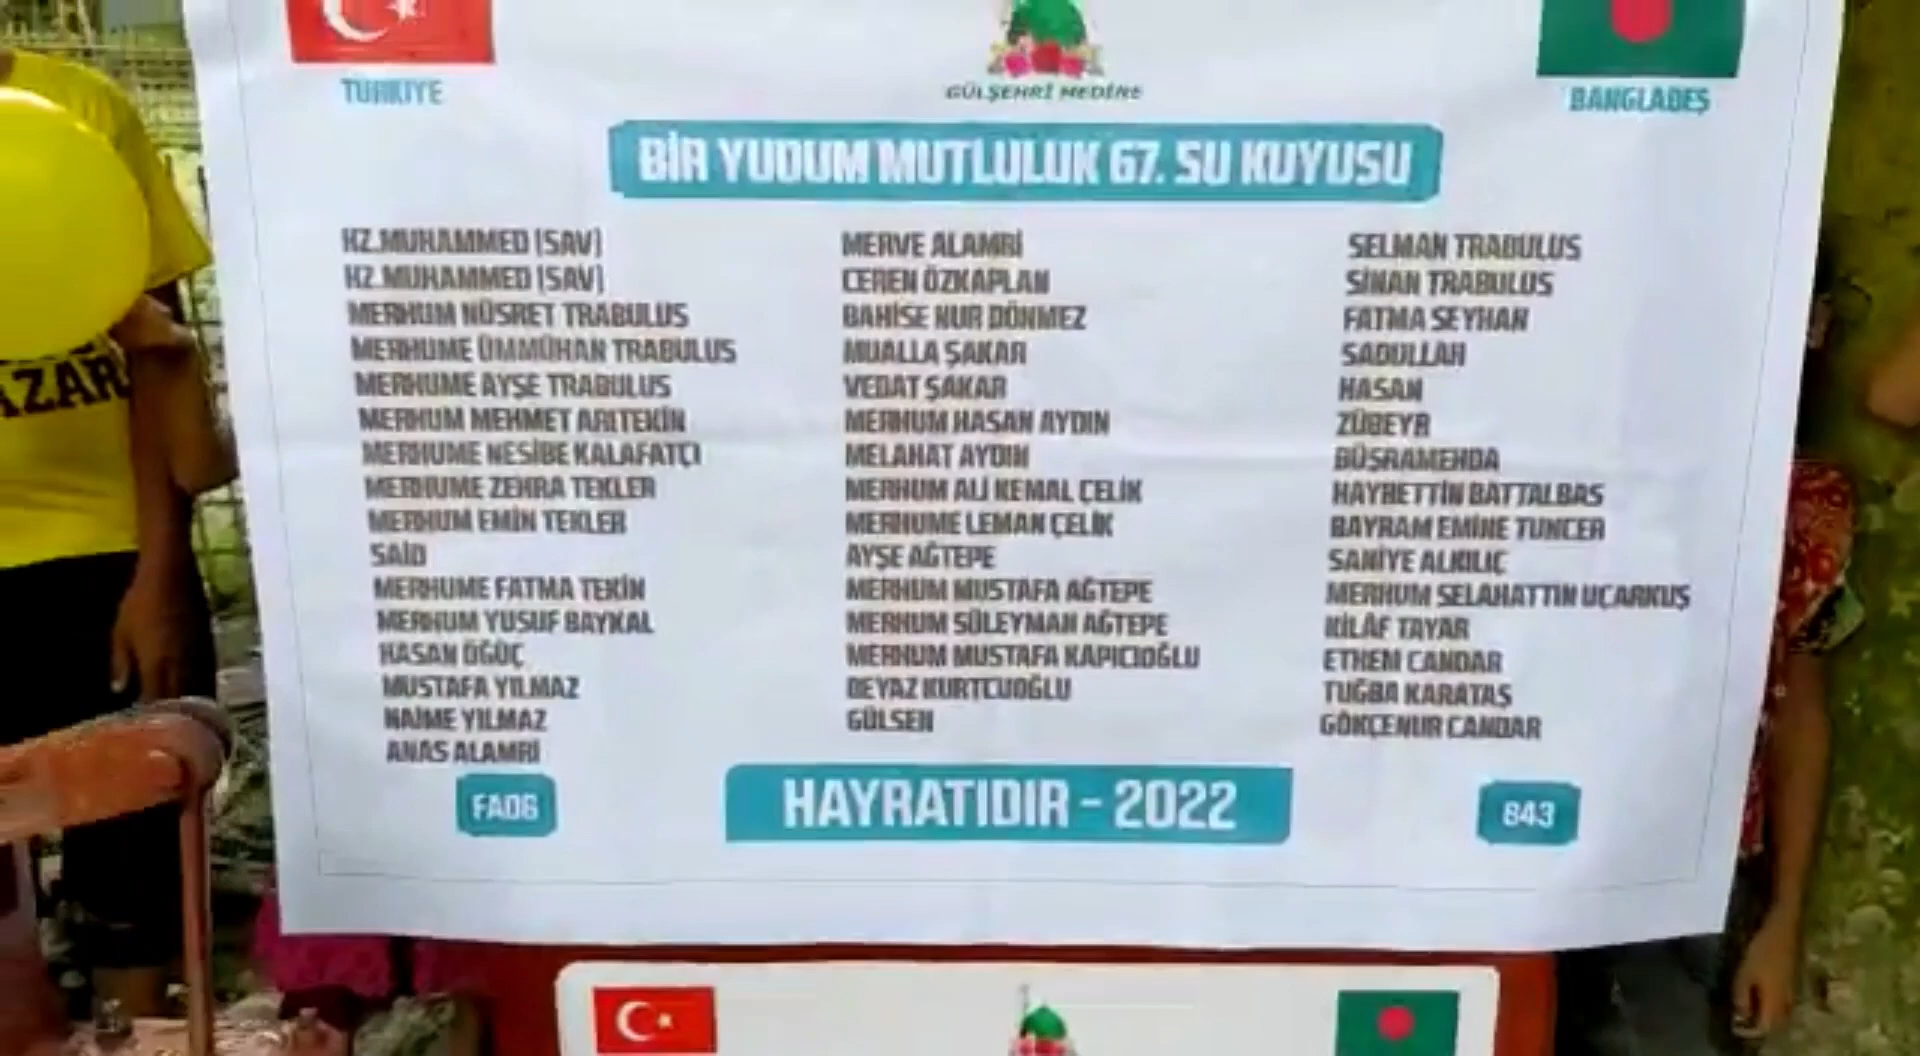 TÜRKİYE
GÜLŞEHRİ MEDİNE
BANGLADEŞ
BİR YUDUM MUTLULUK 67. SU KUYUSU
HZ.MUHAMMED (SAV)
HZ.MUHAMMED (SAV)
MERHUM NÜSRET TRABULUS
MERHUME ÜMMÜHAN TRABULUS
MERHUME AYŞE TRABULUS
MERHUM MEHMET ARITEKİN
MERHUME NESİBE KALAFATÇI
MERHUME ZEHRA TEKLER
MERHUM EMİN TEKLER
SAİD
MERHUME FATMA TEKİN
MERHUM YUSUF BAYKAL
HASAN ÖĞÜÇ
MUSTAFA YILMAZ
NAİME YILMAZ
ANAS ALAMRİ
MERVE ALAMRİ
CEREN ÖZKAPLAN
BAHİSE NUR DÖNMEZ
MUALLA ŞAKAR
VEDAT ŞAKAR
MERHUM HASAN AYDIN
MELAHAT AYDIN
MERHUM ALİ KEMAL ÇELİK
MERHUME LEMAN ÇELİK
AYŞE AĞTEPE
MERHUM MUSTAFA AĞTEPE
MERHUM SÜLEYMAN AĞTEPE
MERHUM MUSTAFA KAPICIOĞLU
BEYAZ KURTCUOĞLU
GÜLSEN
SELMAN TRABULUS
SİNAN TRABULUS
FATMA SEYHAN
SADULLAH
HASAN
ZÜBEYR
BÜŞRAMEHDA
HAYRETTİN BATTALBAŞ
BAYRAM EMİNE TUNCER
SANİYE ALKILIÇ
MERHUM SELAHATTİN UÇARKUŞ
KİLAF TAYAR
ETHEM CANDAR
TUĞBA KARATAŞ
GÖKÇENUR CANDAR
FA06
HAYRATIDIR - 2022
843
AZAR